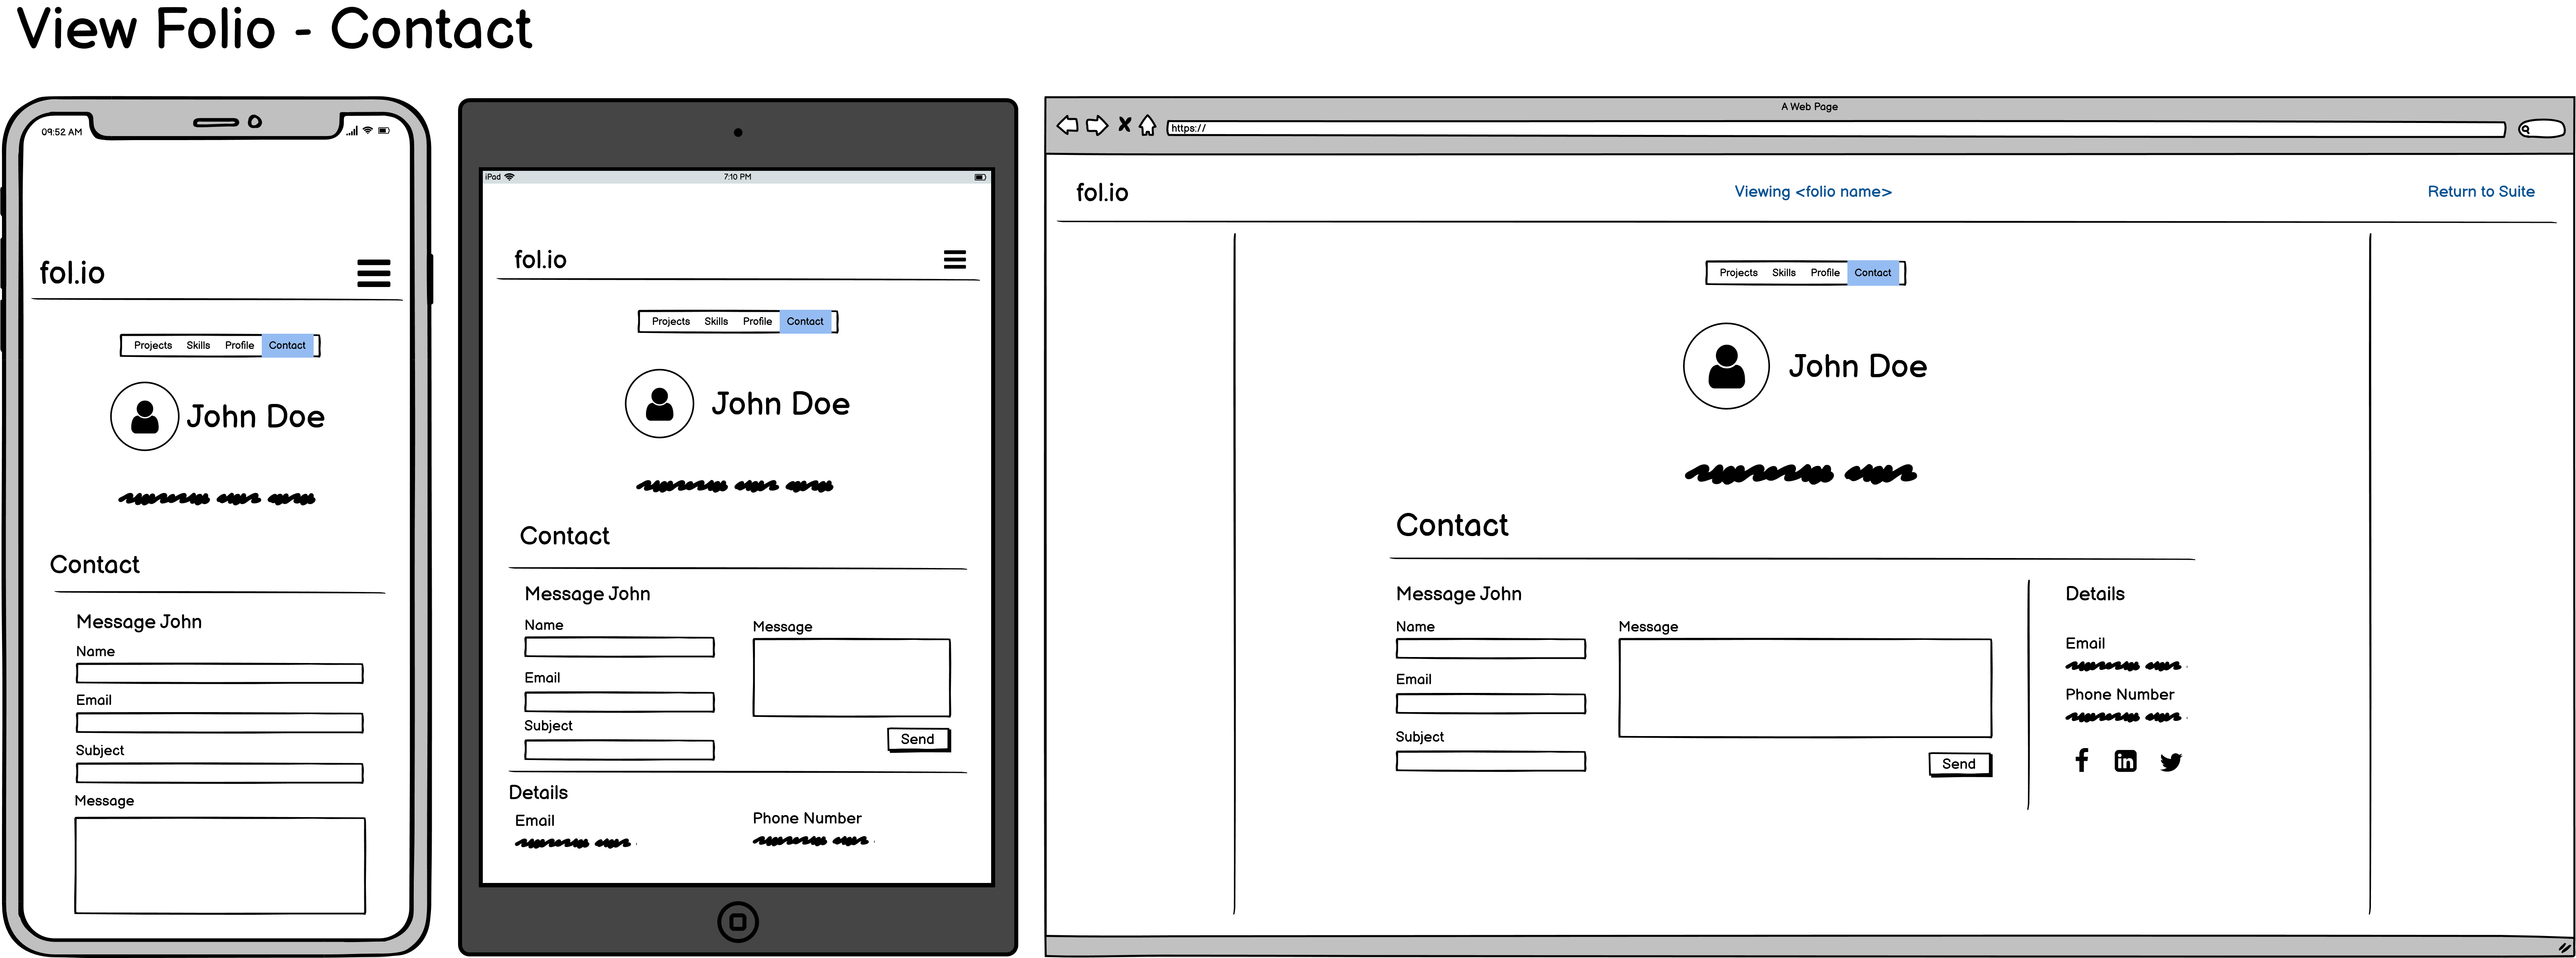 View Folio - Contact
09:52 AM
fol.io
Projects Skills Profile Contact
John Doe
Contact
Message John
Name
Email
Subject
Message
iPad 7:10 PM
fol.io
Projects Skills Profile Contact
John Doe
Contact
Message John
Name
Message
Email
Subject
Send
Details
Email
Phone Number
A Web Page
https://
fol.io Viewing <folio name> Return to Suite
Projects Skills Profile Contact
John Doe
Contact
Message John
Name
Message
Email
Subject
Send
Details
Email
Phone Number